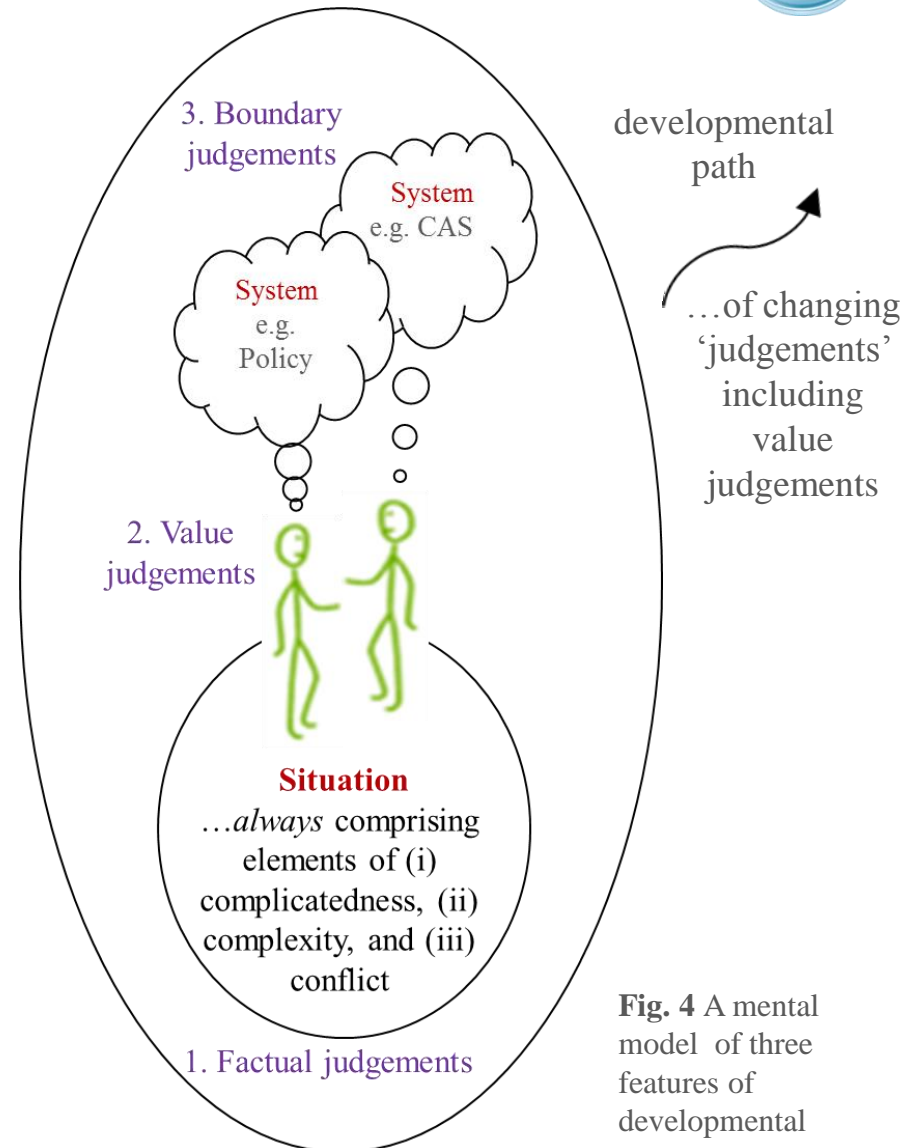 3. Boundary
judgements
System
e.g. CAS
System
e.g.
Policy
2. Value
judgements
Situation
…always comprising
elements of (i)
complicatedness, (ii)
complexity, and (iii)
conflict
1. Factual judgements
developmental
path
…of changing
‘judgements’
including
value
judgements
Fig. 4 A mental
model of three
features of
developmental